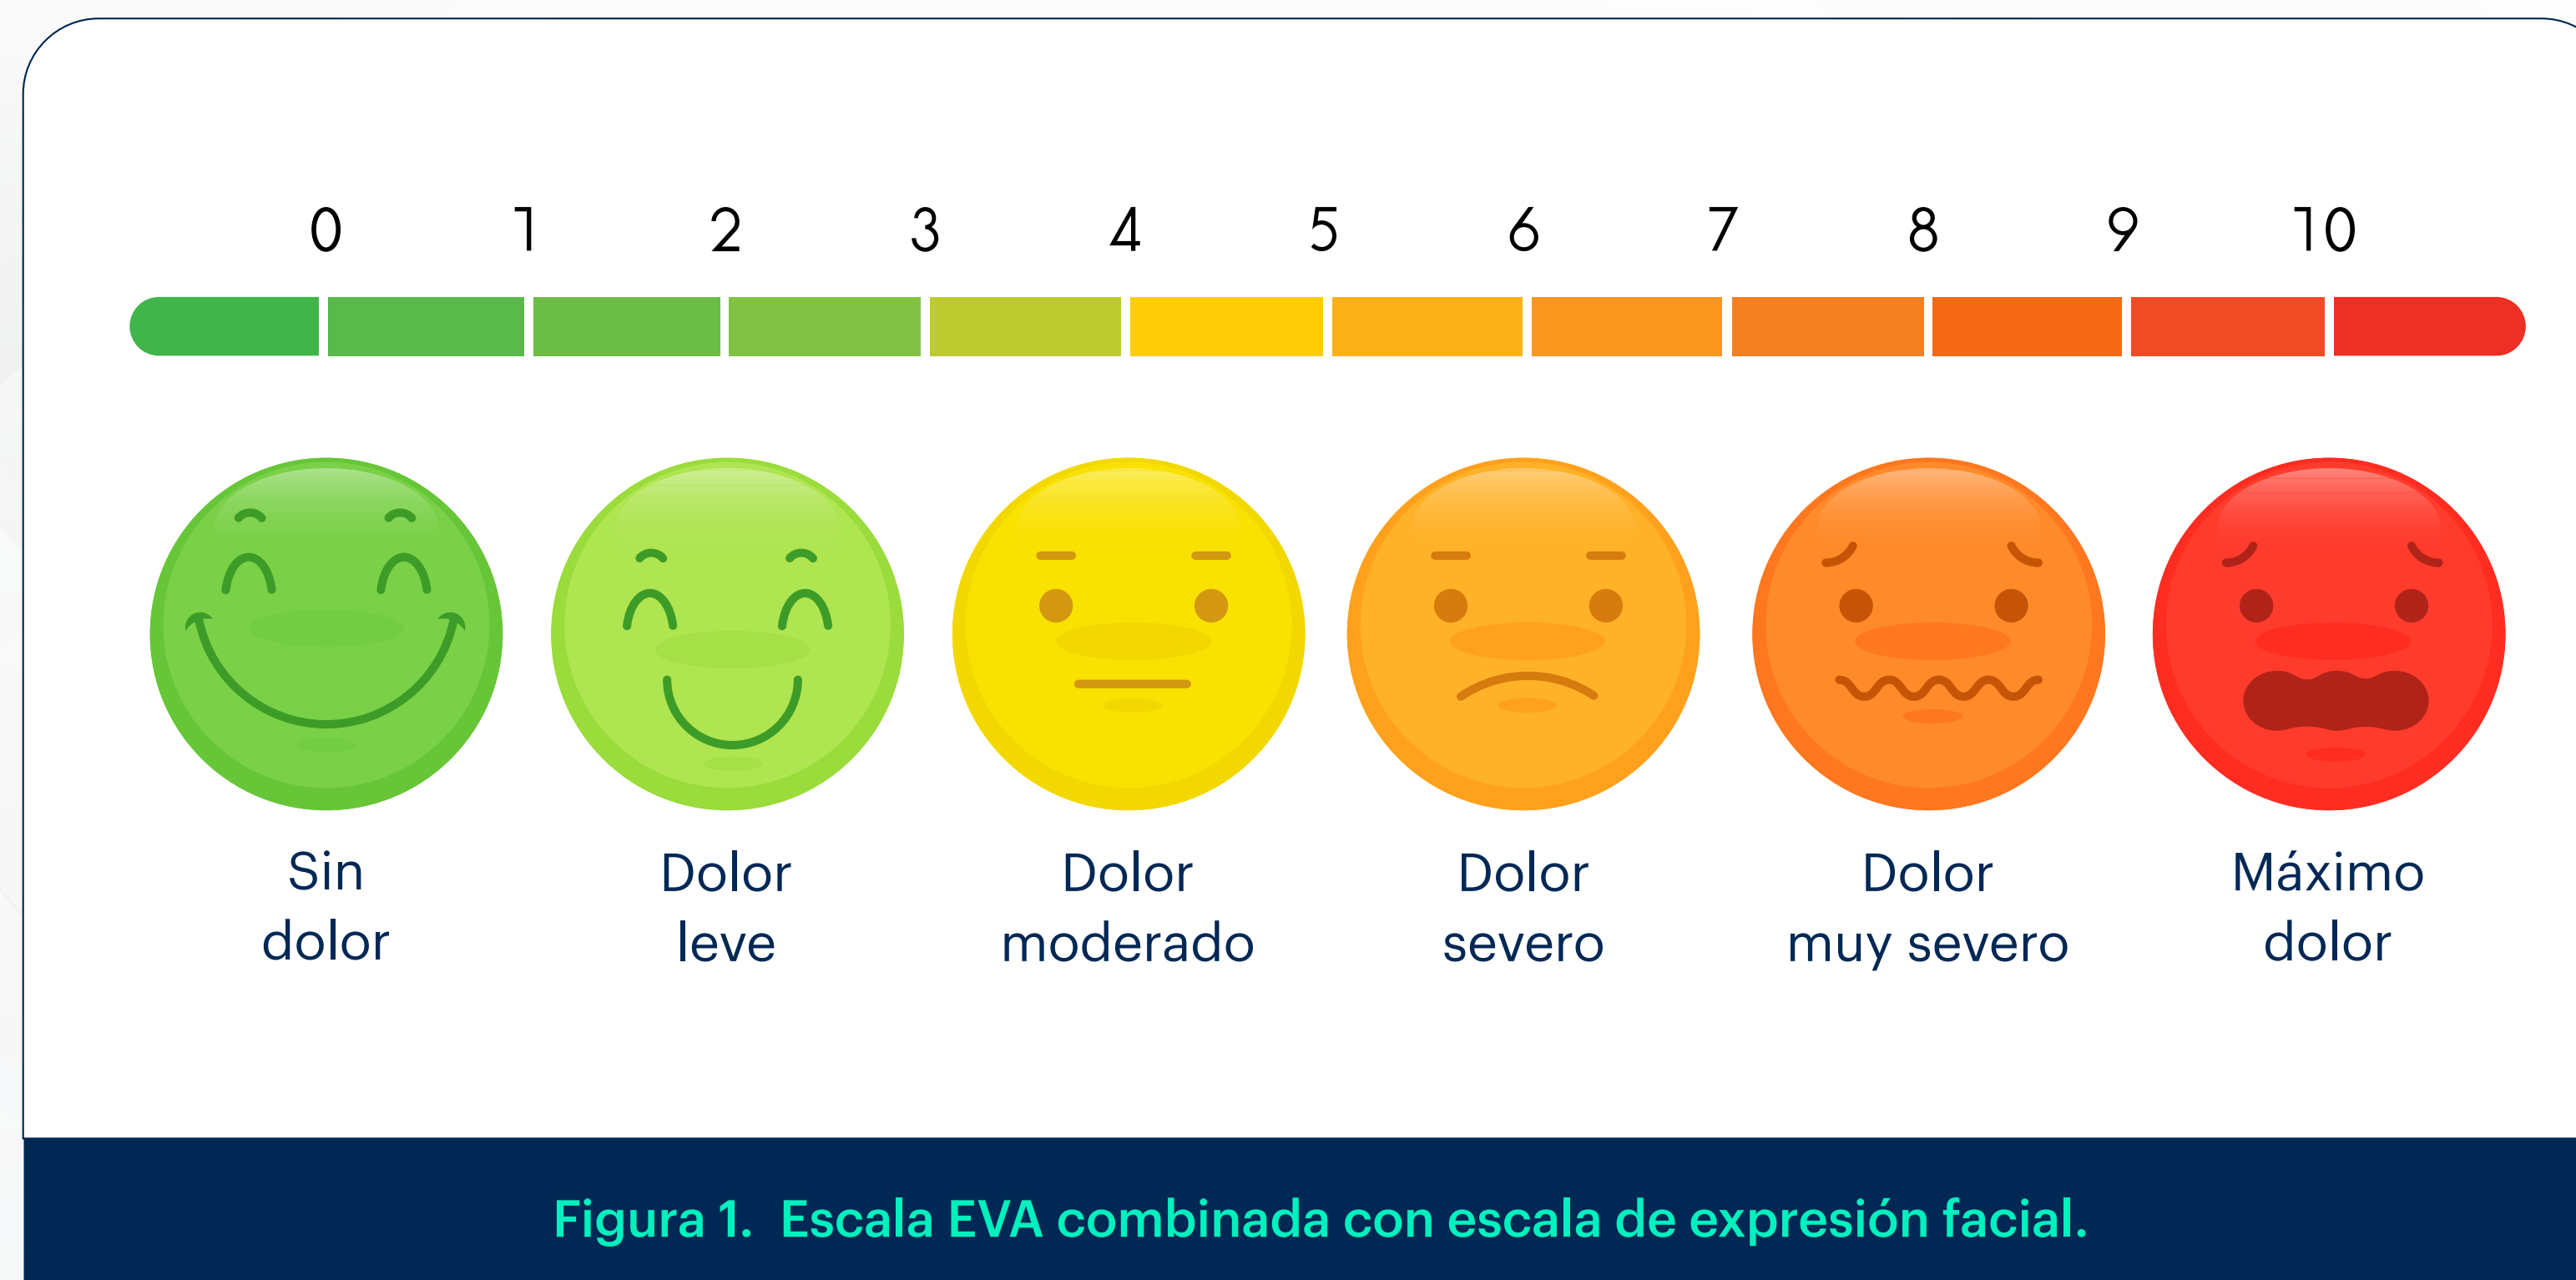 0 1 2 3 4 5 6 7 8 9 10
Sin
dolor
Dolor
leve
Dolor
moderado
Dolor
severo
Dolor
muy severo
Máximo
dolor
Figura 1. Escala EVA combinada con escala de expresión facial.